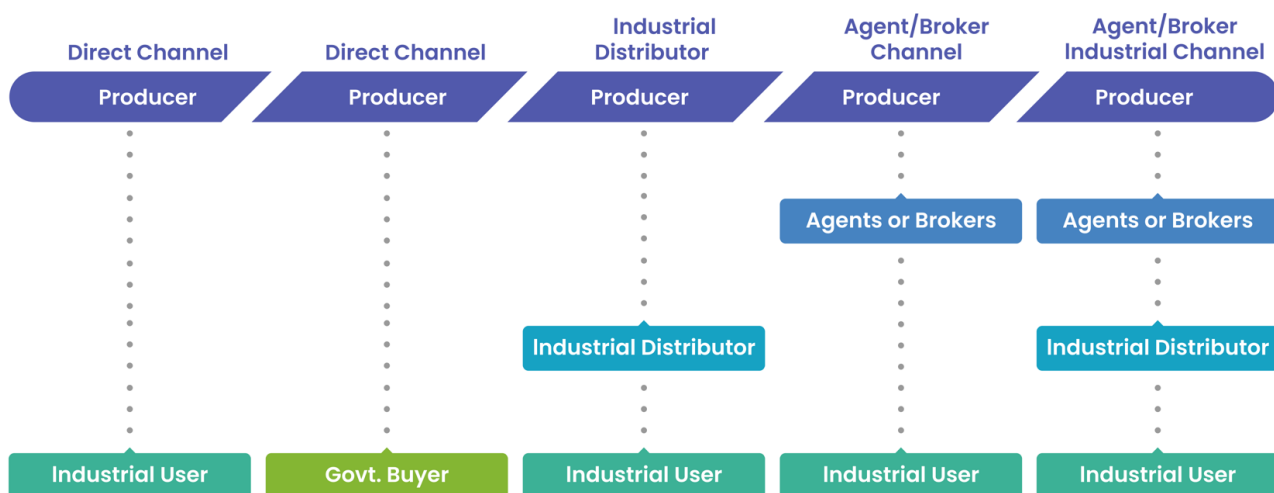 Direct Channel
Direct Channel
Industrial
Distributor
Agent/Broker
Channel
Agent/Broker
Industrial Channel
Producer
Producer
Producer
Producer
Producer
Agents or Brokers
Agents or Brokers
Industrial Distributor
Industrial Distributor
Industrial User
Govt. Buyer
Industrial User
Industrial User
Industrial User